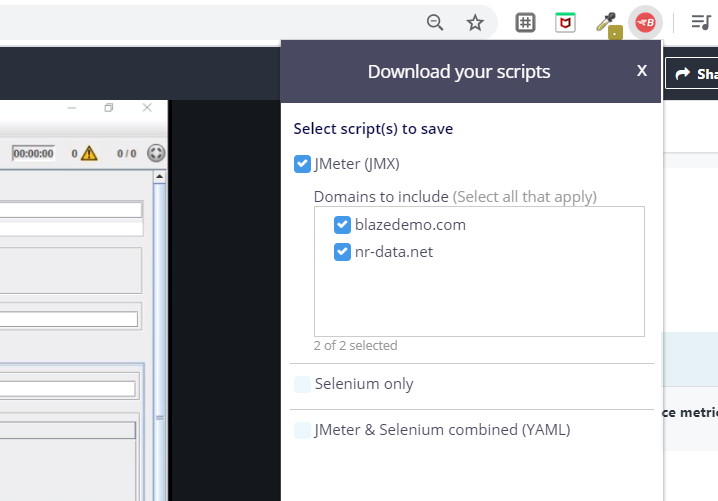 Download your scripts X
Sha
Select script(s) to save
00:00:00 0 0/0
JMeter (JMX)
Domains to include (Select all that apply)
blazedemo.com
nr-data.net
2 of 2 selected
Selenium only
ce metric
JMeter & Selenium combined (YAML)